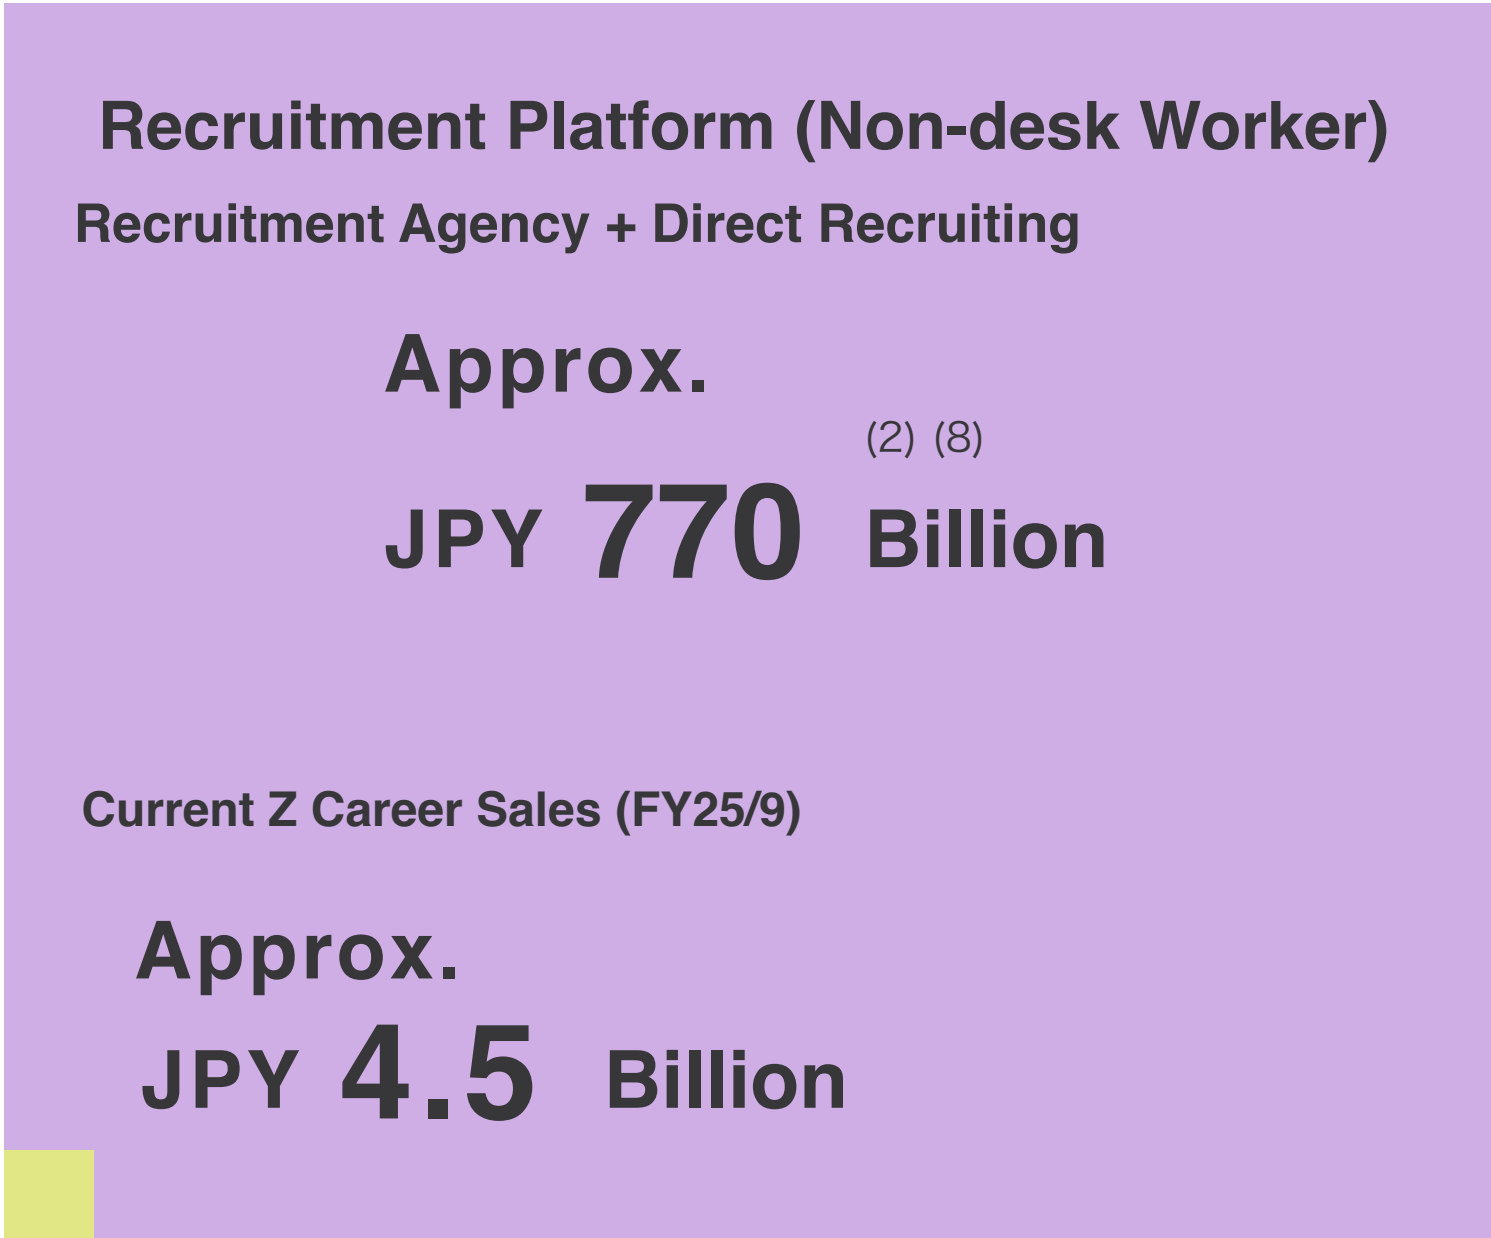 Recruitment Platform (Non-desk Worker)
Recruitment Agency + Direct Recruiting
Approx.
(2) (8)
JPY 770 Billion
Current Z Career Sales (FY25/9)
Approx.
JPY 4.5 Billion